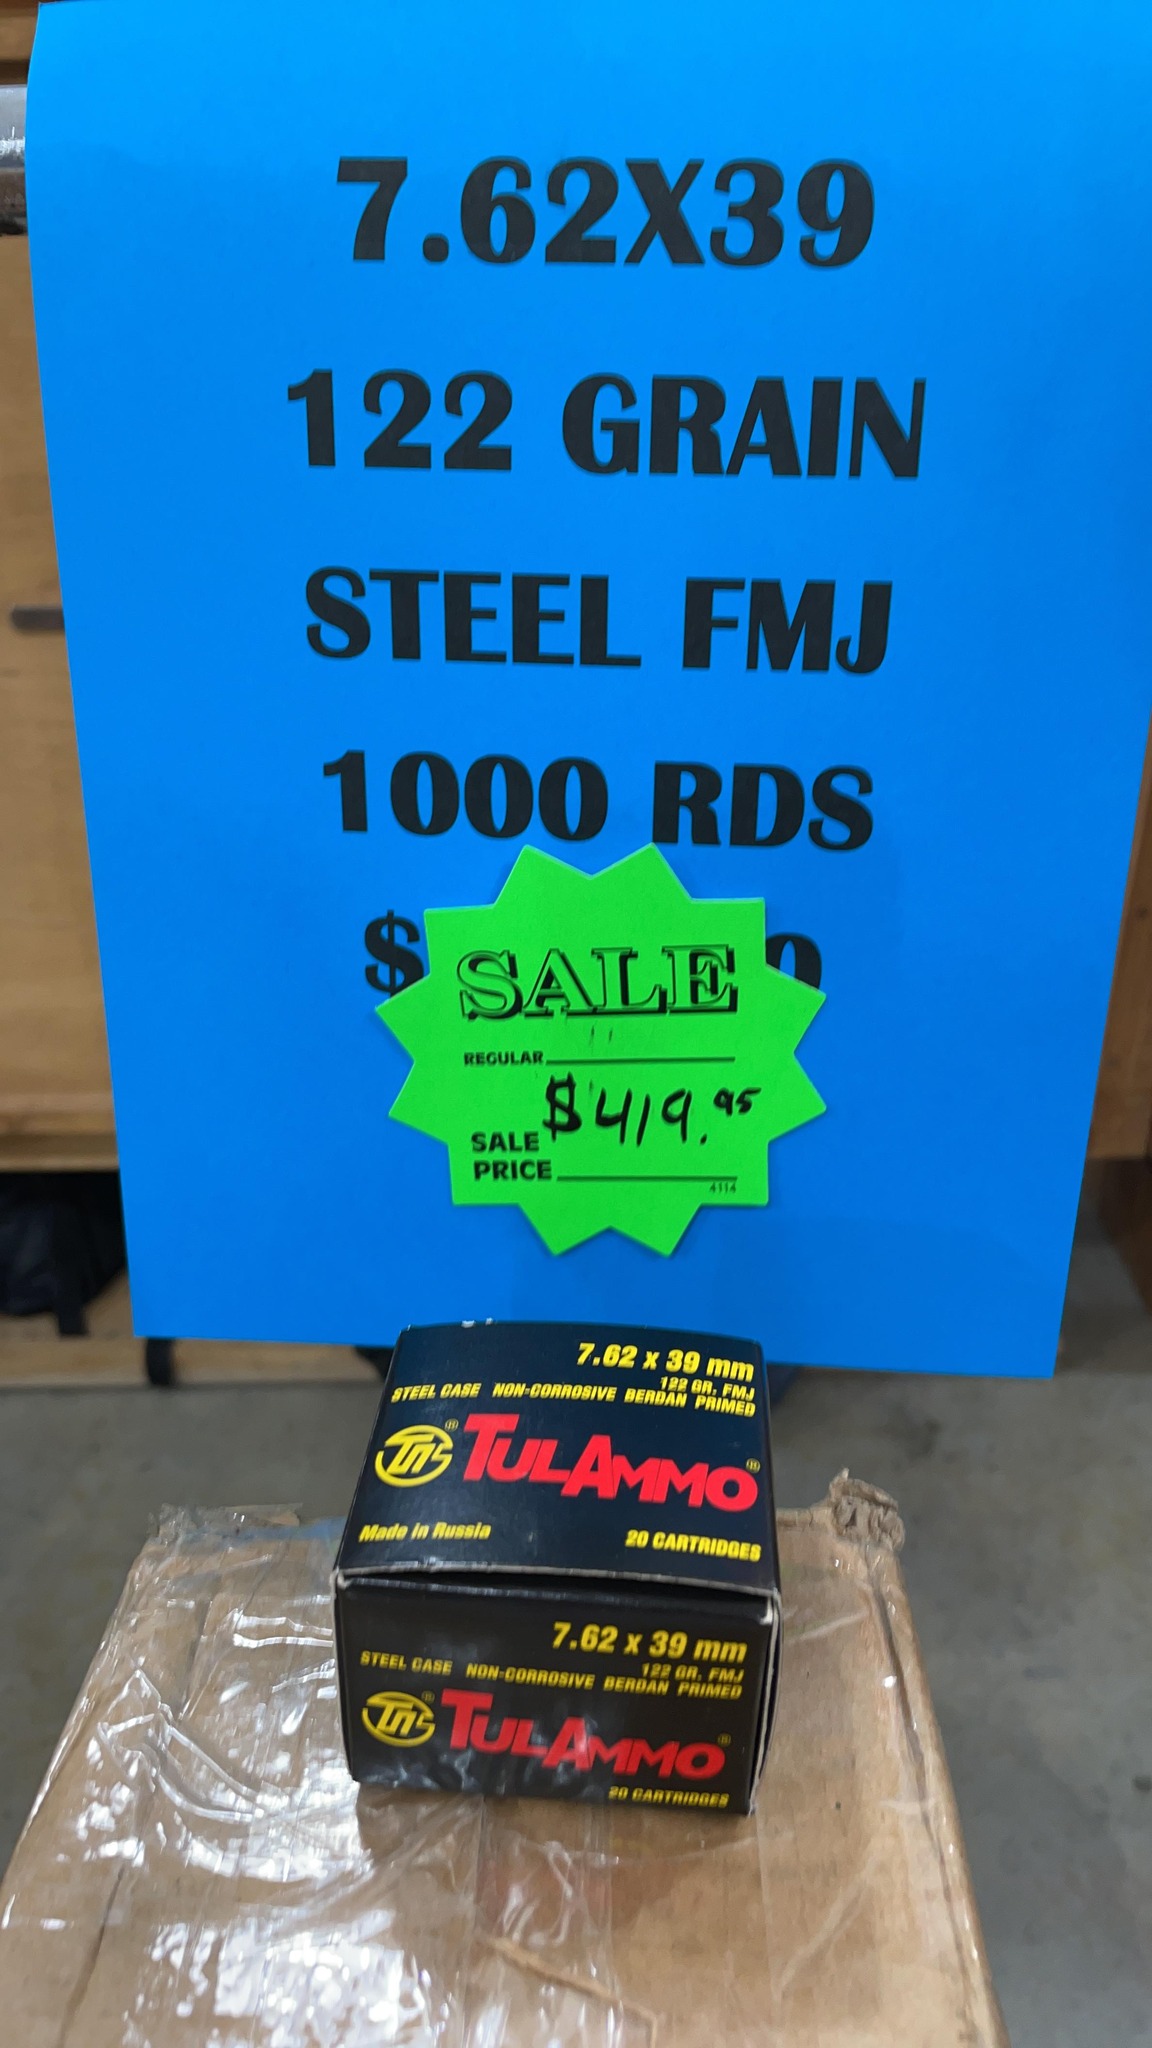 7.62X39
122 GRAIN
STEEL FMJ
1000 RDS
$
SALE
REGULAR
$419.95
SALE
PRICE
4114
7.62 x 39 mm
122 GR. FMJ
STEEL CASE NON-CORROSIVE BERDAN PRIMED
TULAMMO®
Made in Russia
20 CARTRIDGES
7.62 x 39 mm
122 GR. FMJ
STEEL CASE NON-CORROSIVE BERDAN PRIMED
TULAMMO®
20 CARTRIDGES